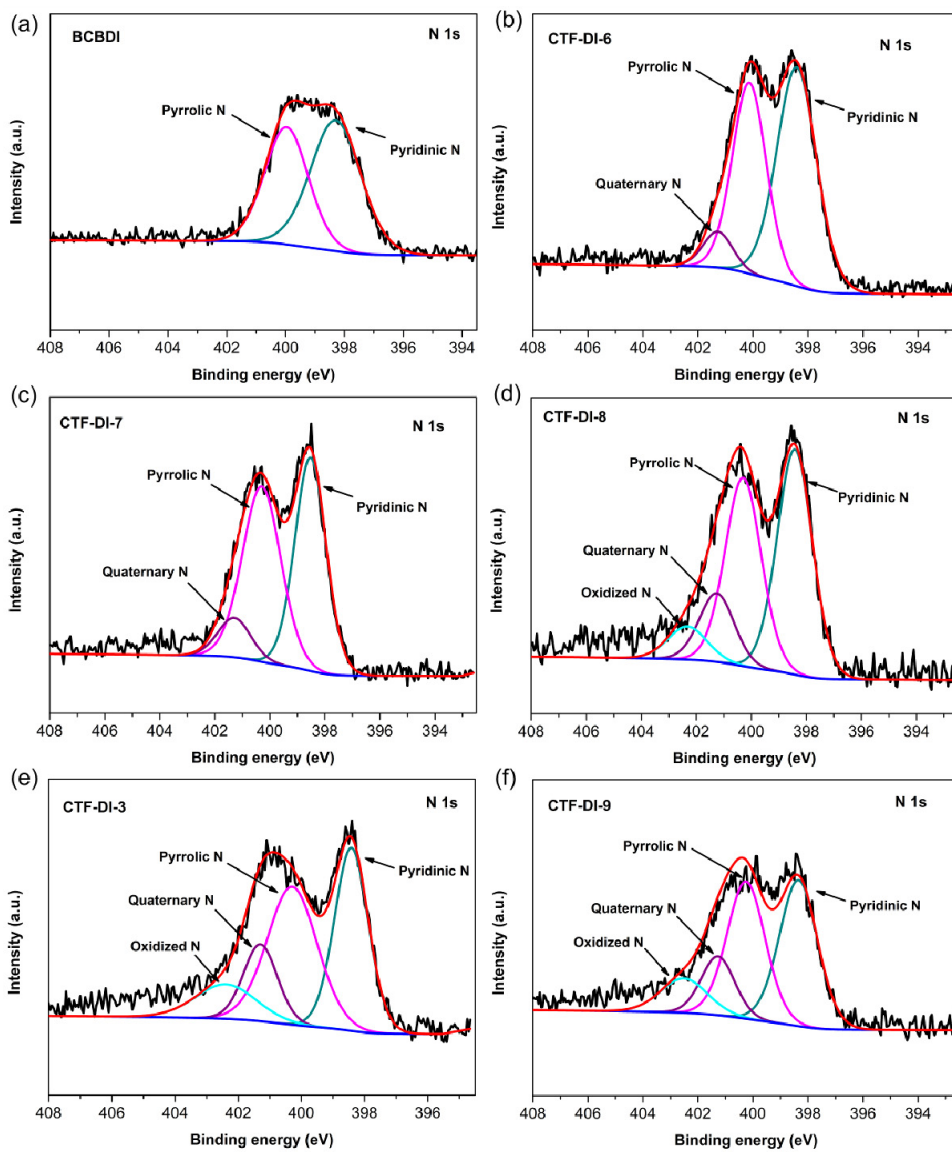 (a)
BCBDI
N 1s
Pyrrolic N
Pyridinic N
Intensity (a.u.)
408 406 404 402 400 398 396 394
Binding energy (eV)
(b)
CTF-DI-6
N 1s
Pyrrolic N
Pyridinic N
Quaternary N
Intensity (a.u.)
408 406 404 402 400 398 396 394
Binding energy (eV)
(c)
CTF-DI-7
N 1s
Pyrrolic N
Pyridinic N
Quaternary N
Intensity (a.u.)
408 406 404 402 400 398 396 394
Binding energy (eV)
(d)
CTF-DI-8
N 1s
Pyrrolic N
Pyridinic N
Quaternary N
Oxidized N
Intensity (a.u.)
408 406 404 402 400 398 396 394
Binding energy (eV)
(e)
CTF-DI-3
N 1s
Pyrrolic N
Pyridinic N
Quaternary N
Oxidized N
Intensity (a.u.)
408 406 404 402 400 398 396
Binding energy (eV)
(f)
CTF-DI-9
N 1s
Pyrrolic N
Pyridinic N
Quaternary N
Oxidized N
Intensity (a.u.)
408 406 404 402 400 398 396 394
Binding energy (eV)